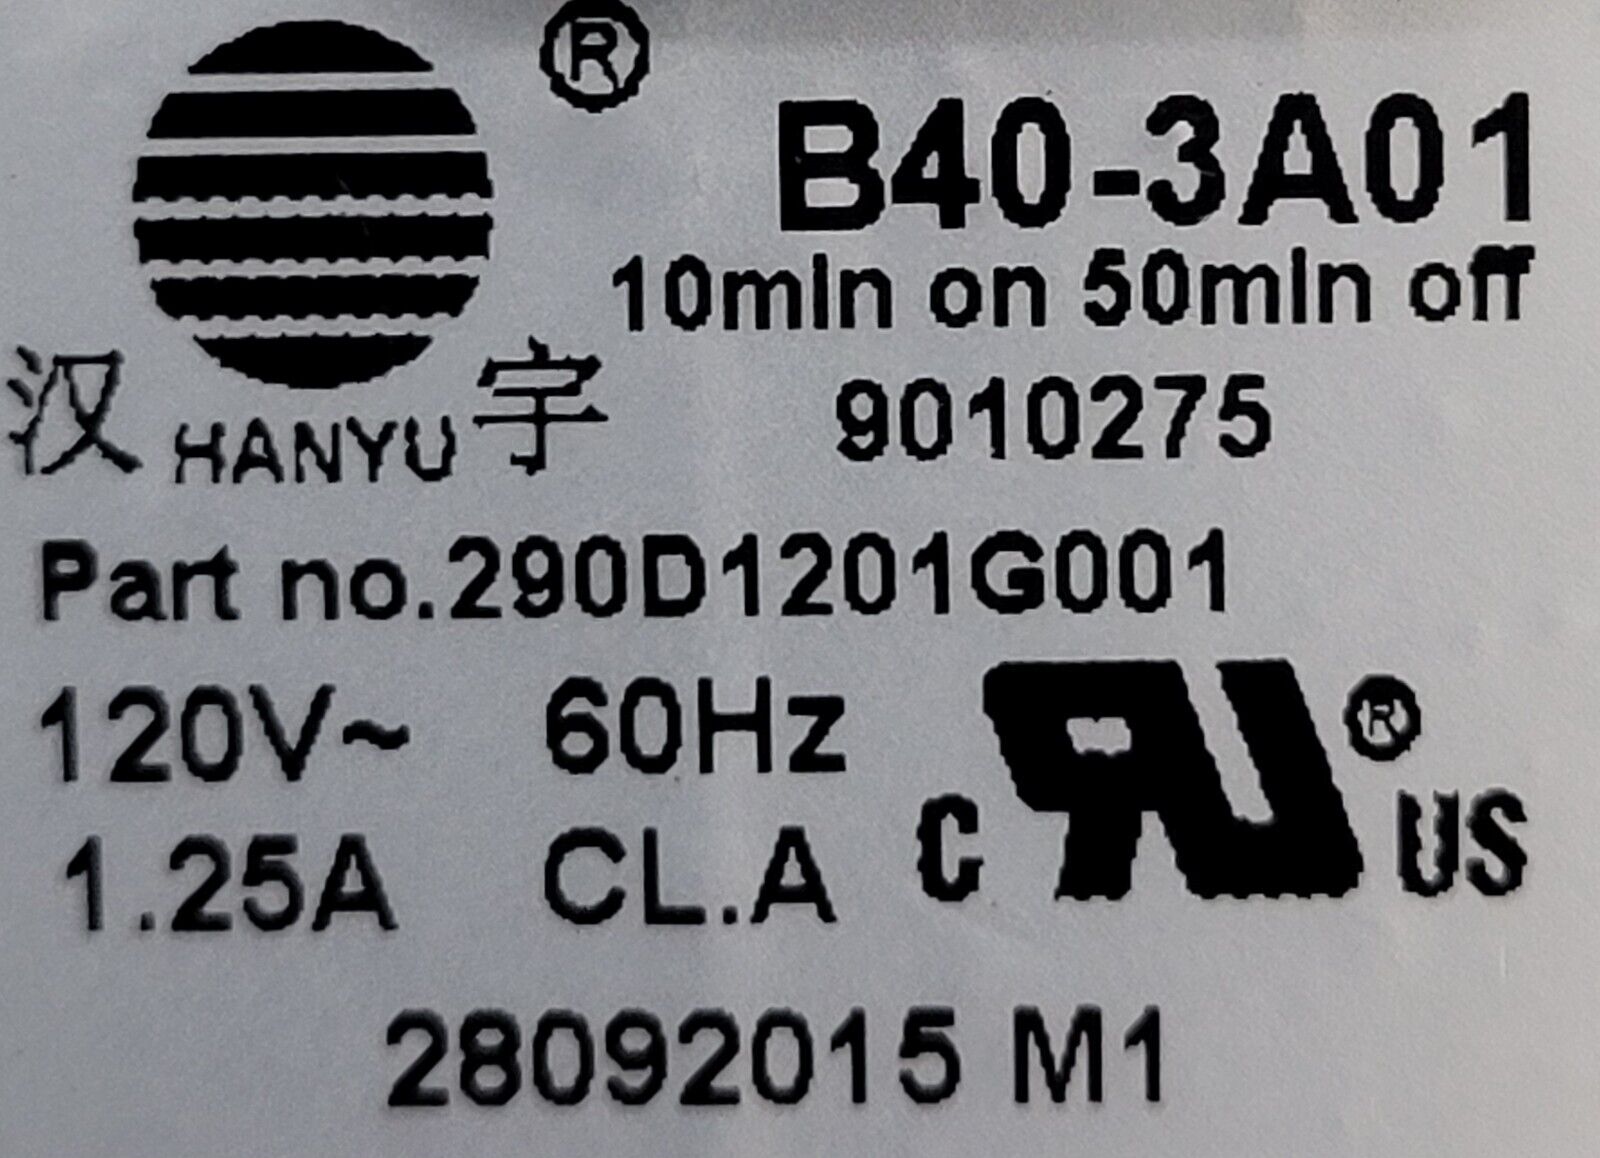 ®
B40-3A01
10min on 50min off
汉 HANYU 宇
9010275
Part no.290D1201G001
120V~ 60Hz
1.25A CL.A
c RU ® US
28092015 M1